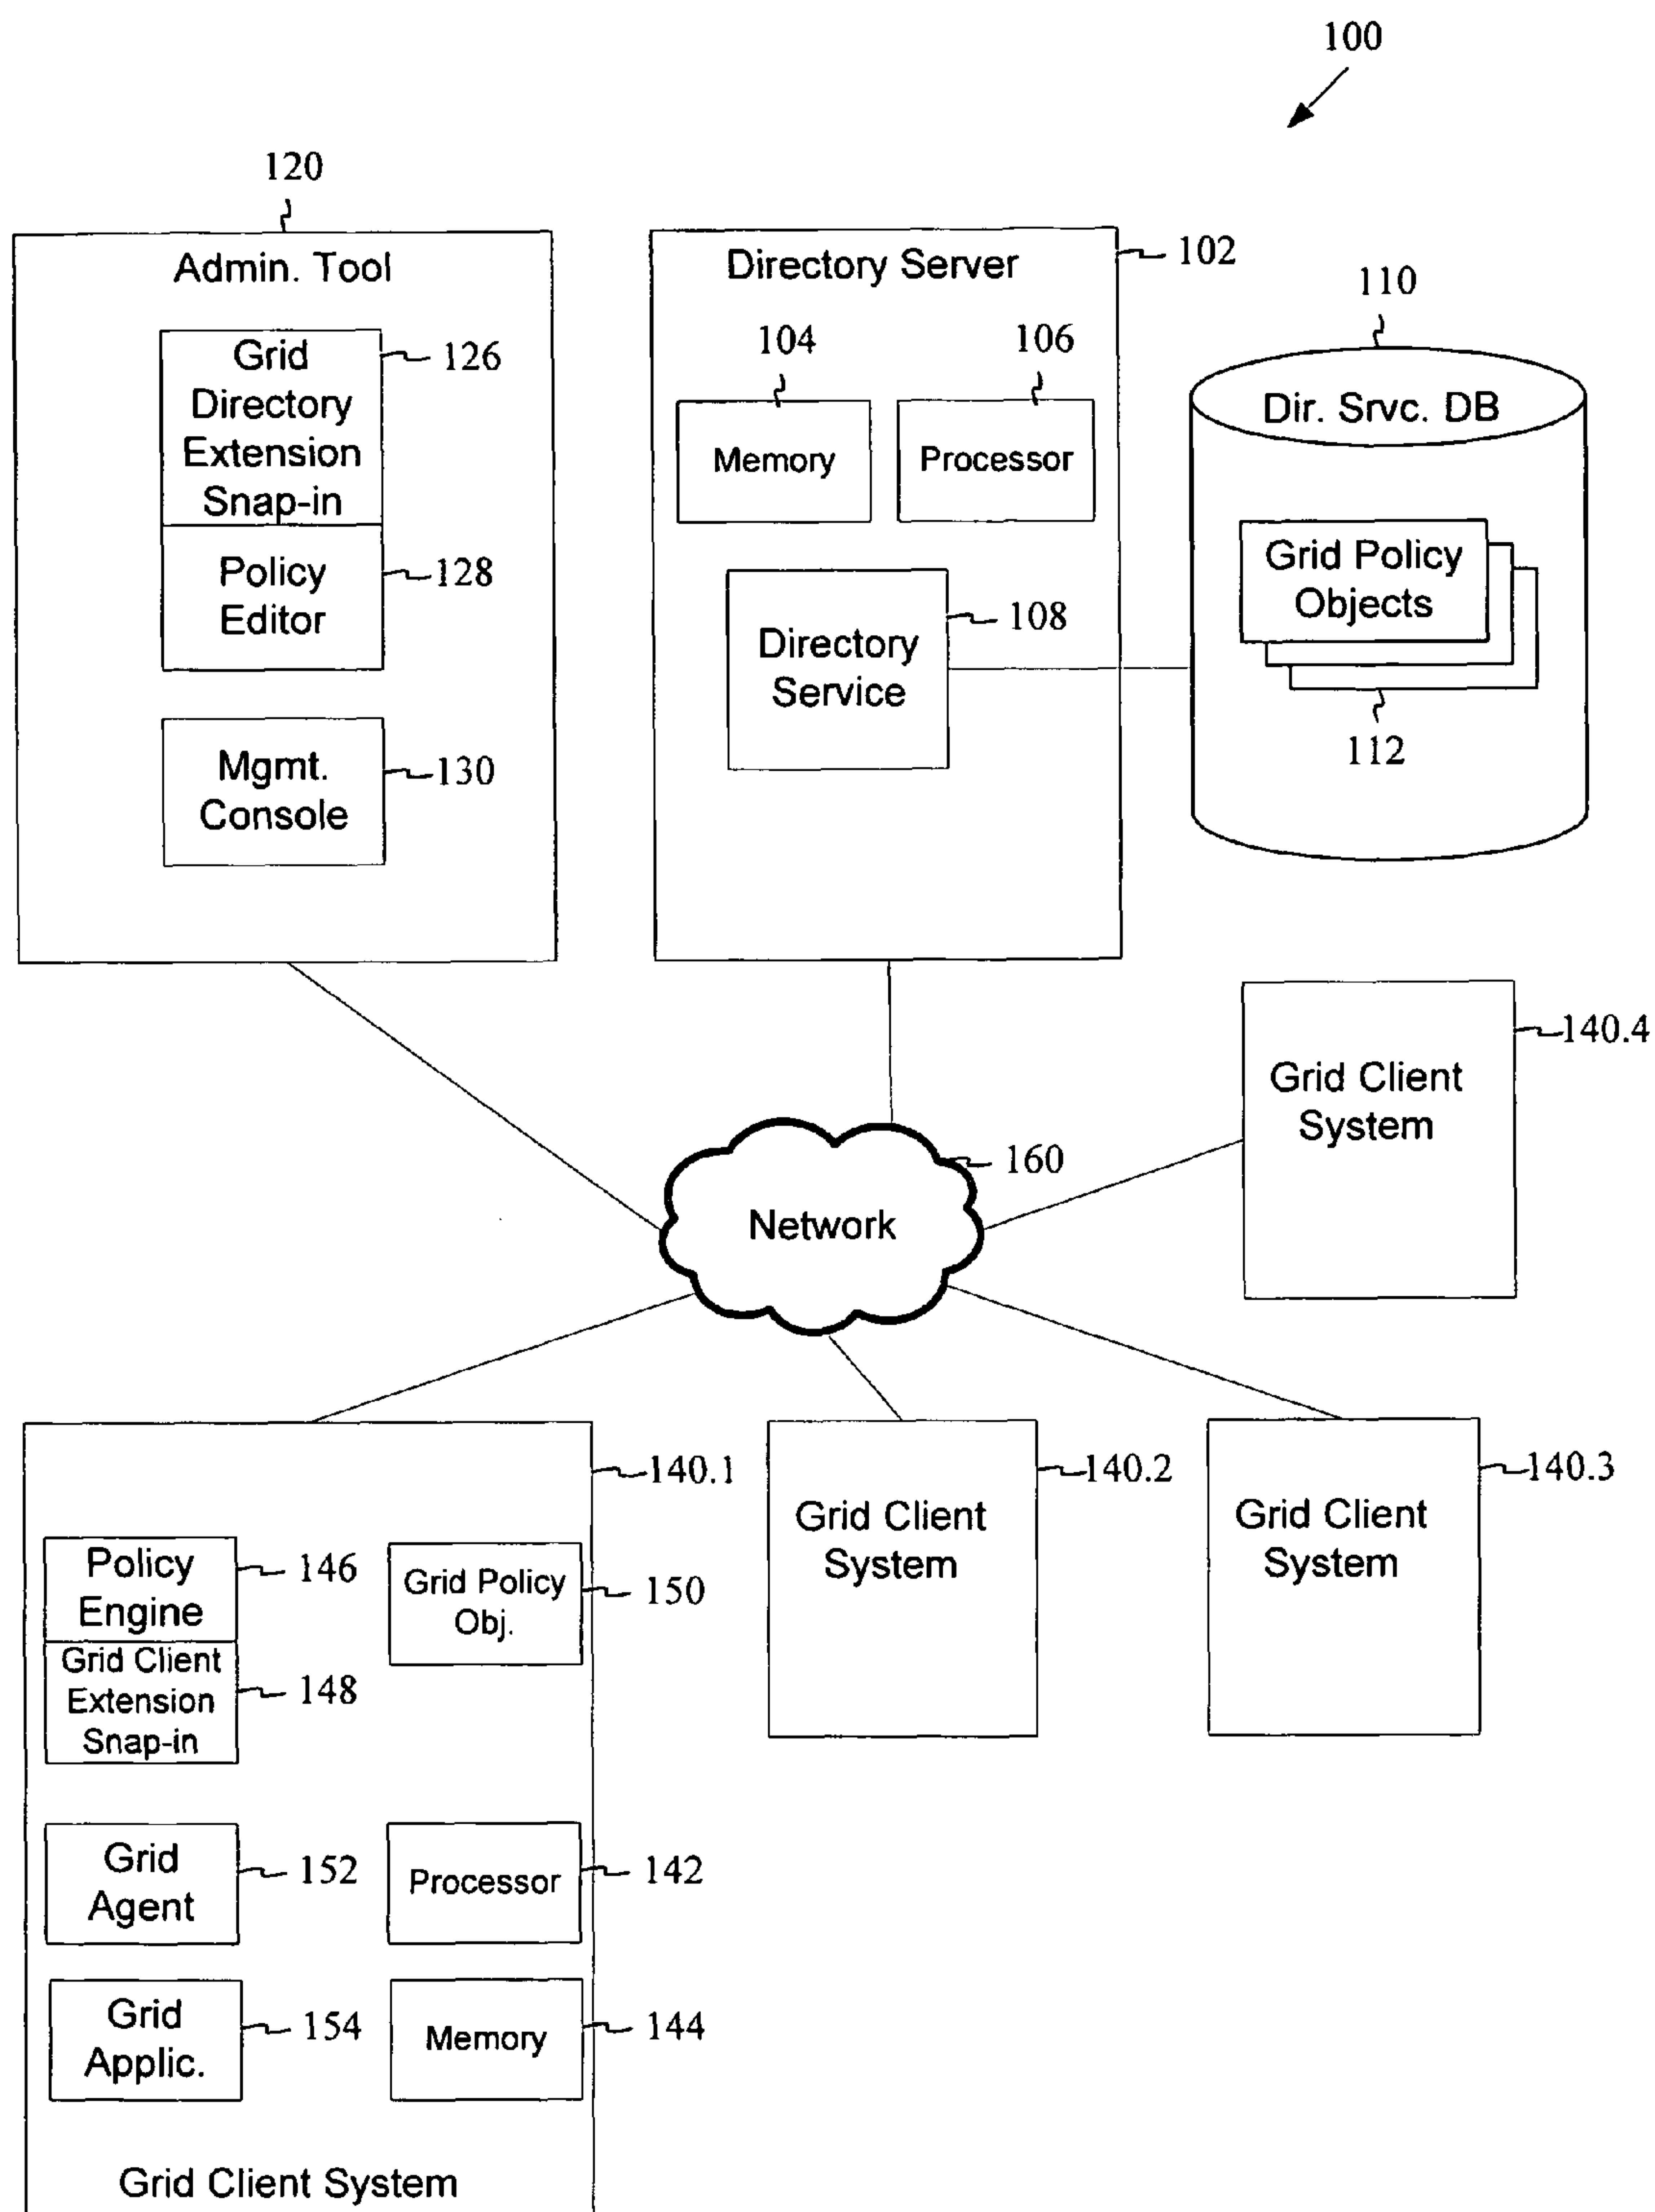 100
120
Admin. Tool
Grid
Directory
Extension
Snap-in
126
Policy
Editor
128
Mgmt.
Console
130
Directory Server
102
104
Memory
106
Processor
Directory
Service
108
110
Dir. Srvc. DB
Grid Policy
Objects
112
Network
160
Grid Client
System
140.4
140.1
Policy
Engine
146
Grid Client
Extension
Snap-in
148
Grid Policy
Obj.
150
Grid
Agent
152
Processor
142
Grid
Applic.
154
Memory
144
Grid Client System
Grid Client
System
140.2
Grid Client
System
140.3